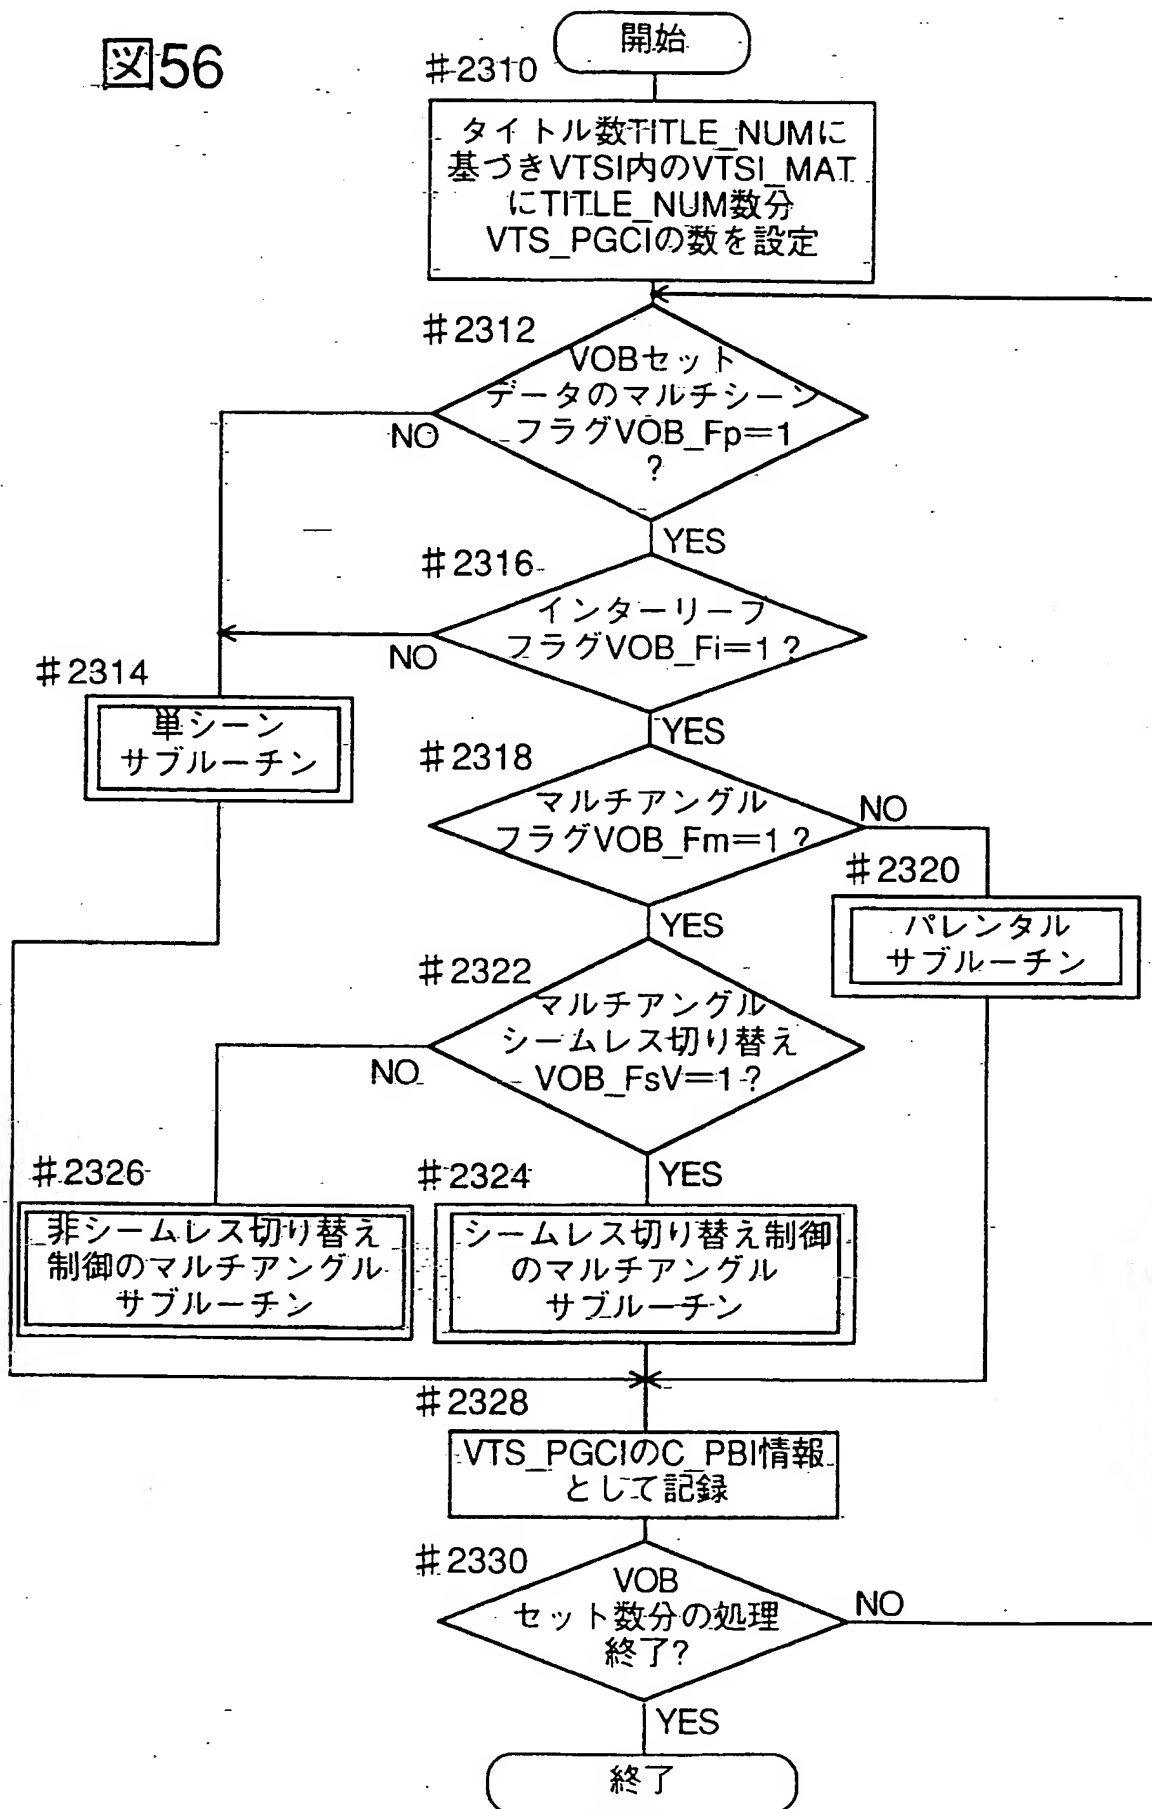 図56
開始
#2310
タイトル数TITLE_NUMに
基づきVTSI内のVTSI_MAT
にTITLE_NUM数分
VTS_PGCIの数を設定
#2312
VOBセット
データのマルチシーン
フラグVOB_Fp=1
?
NO
YES
#2316
インターリーブ
フラグVOB_Fi=1?
NO
YES
#2314
単シーン
サブルーチン
#2318
マルチアングル
フラグVOB_Fm=1?
NO
YES
#2320
パレンタル
サブルーチン
#2322
マルチアングル
シームレス切り替え
VOB_FsV=1?
NO
YES
#2326
非シームレス切り替え
制御のマルチアングル
サブルーチン
#2324
シームレス切り替え制御
のマルチアングル
サブルーチン
#2328
VTS_PGCIのC_PBI情報
として記録
#2330
VOB
セット数分の処理
終了?
NO
YES
終了